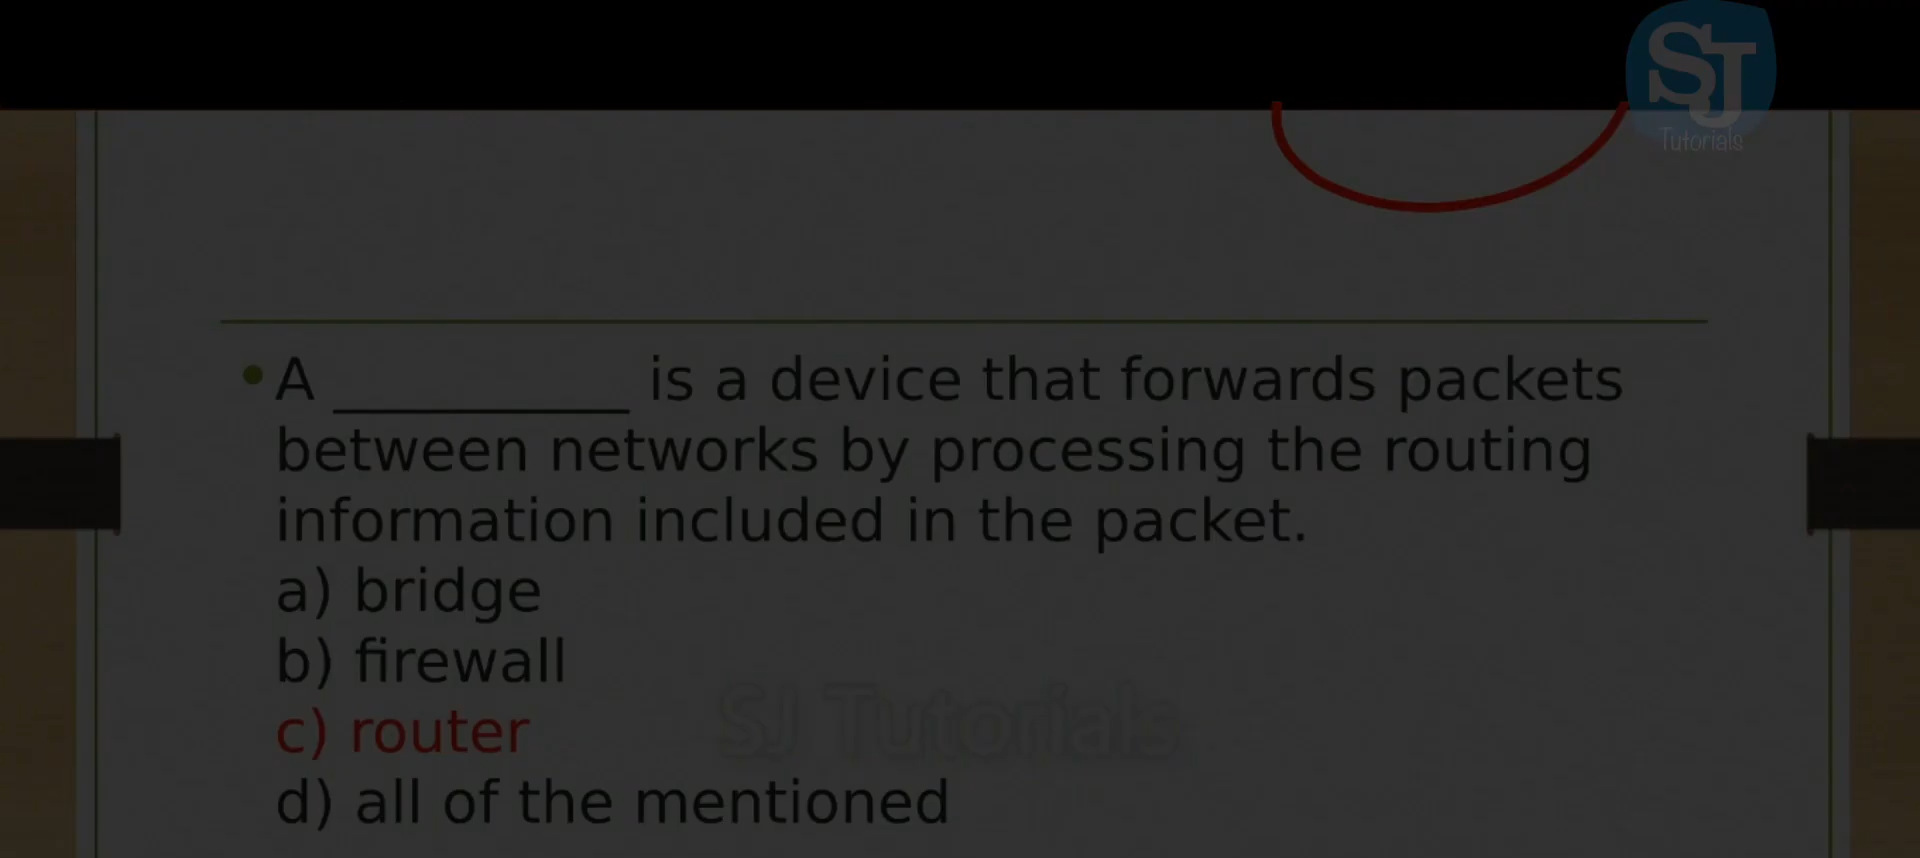 SJ
Tutorials
• A __________ is a device that forwards packets
between networks by processing the routing
information included in the packet.
a) bridge
b) firewall
c) router
SJ Tutorials
d) all of the mentioned